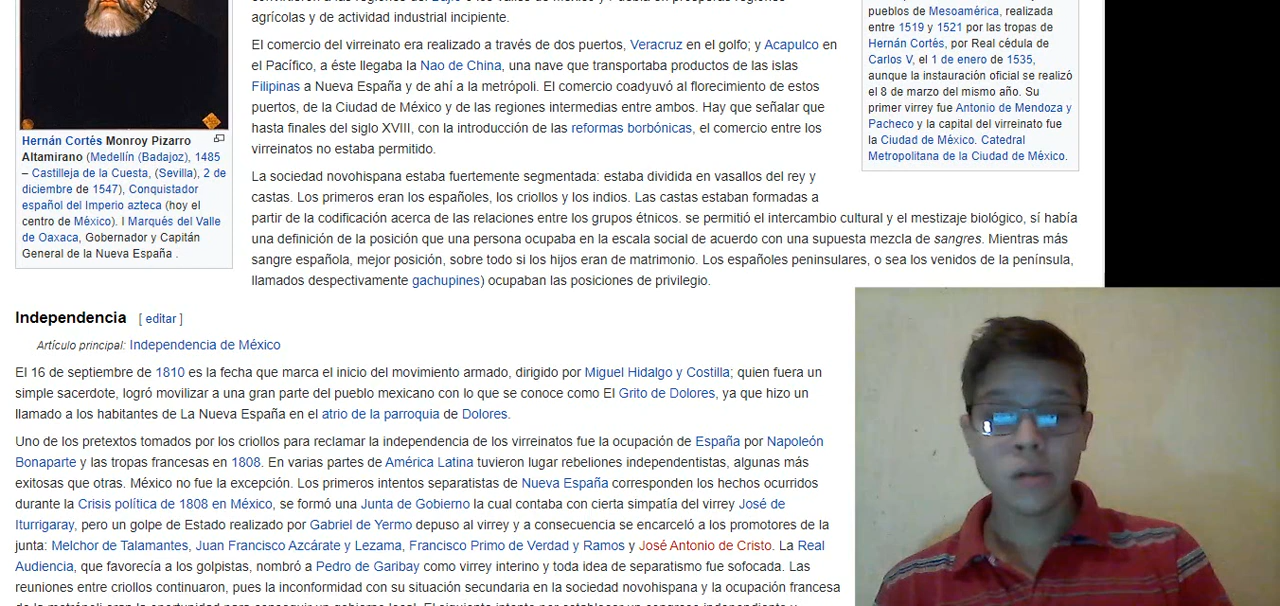 agrícolas y de actividad industrial incipiente.
El comercio del virreinato era realizado a través de dos puertos, Veracruz en el golfo; y Acapulco en
el Pacífico, a éste llegaba la Nao de China, una nave que transportaba productos de las islas
Filipinas a Nueva España y de ahí a la metrópoli. El comercio coadyuvó al florecimiento de estos
puertos, de la Ciudad de México y de las regiones intermedias entre ambos. Hay que señalar que
hasta finales del siglo XVIII, con la introducción de las reformas borbónicas, el comercio entre los
virreinatos no estaba permitido.
La sociedad novohispana estaba fuertemente segmentada: estaba dividida en vasallos del rey y
castas. Los primeros eran los españoles, los criollos y los indios. Las castas estaban formadas a
partir de la codificación acerca de las relaciones entre los grupos étnicos. se permitió el intercambio cultural y el mestizaje biológico, sí había
una definición de la posición que una persona ocupaba en la escala social de acuerdo con una supuesta mezcla de sangres. Mientras más
sangre española, mejor posición, sobre todo si los hijos eran de matrimonio. Los españoles peninsulares, o sea los venidos de la península,
llamados despectivamente gachupines) ocupaban las posiciones de privilegio.
Hernán Cortés Monroy Pizarro
Altamirano (Medellín (Badajoz), 1485
– Castilleja de la Cuesta, (Sevilla), 2 de
diciembre de 1547), Conquistador
español del Imperio azteca (hoy el
centro de México). I Marqués del Valle
de Oaxaca, Gobernador y Capitán
General de la Nueva España .
pueblos de Mesoamérica, realizada
entre 1519 y 1521 por las tropas de
Hernán Cortés, por Real cédula de
Carlos V, el 1 de enero de 1535,
aunque la instauración oficial se realizó
el 8 de marzo del mismo año. Su
primer virrey fue Antonio de Mendoza y
Pacheco y la capital del virreinato fue
la Ciudad de México. Catedral
Metropolitana de la Ciudad de México.
Independencia [ editar ]
Artículo principal: Independencia de México
El 16 de septiembre de 1810 es la fecha que marca el inicio del movimiento armado, dirigido por Miguel Hidalgo y Costilla; quien fuera un
simple sacerdote, logró movilizar a una gran parte del pueblo mexicano con lo que se conoce como El Grito de Dolores, ya que hizo un
llamado a los habitantes de La Nueva España en el atrio de la parroquia de Dolores.
Uno de los pretextos tomados por los criollos para reclamar la independencia de los virreinatos fue la ocupación de España por Napoleón
Bonaparte y las tropas francesas en 1808. En varias partes de América Latina tuvieron lugar rebeliones independentistas, algunas más
exitosas que otras. México no fue la excepción. Los primeros intentos separatistas de Nueva España corresponden los hechos ocurridos
durante la Crisis política de 1808 en México, se formó una Junta de Gobierno la cual contaba con cierta simpatía del virrey José de
Iturrigaray, pero un golpe de Estado realizado por Gabriel de Yermo depuso al virrey y a consecuencia se encarceló a los promotores de la
junta: Melchor de Talamantes, Juan Francisco Azcárate y Lezama, Francisco Primo de Verdad y Ramos y José Antonio de Cristo. La Real
Audiencia, que favorecía a los golpistas, nombró a Pedro de Garibay como virrey interino y toda idea de separatismo fue sofocada. Las
reuniones entre criollos continuaron, pues la inconformidad con su situación secundaria en la sociedad novohispana y la ocupación francesa